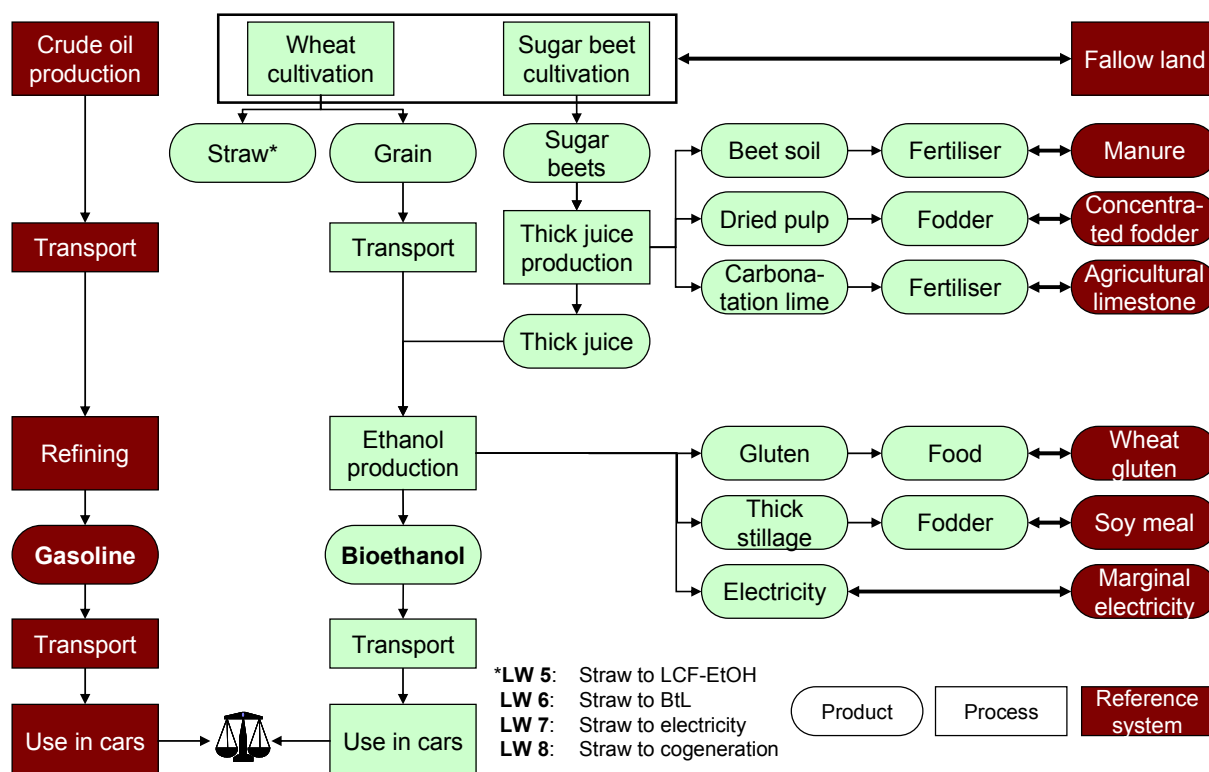 Crude oil
production
Wheat
cultivation
Sugar beet
cultivation
Fallow land
Straw*
Grain
Sugar
beets
Beet soil
Fertiliser
Manure
Transport
Transport
Thick juice
production
Dried pulp
Fodder
Concentra-
ted fodder
Carbona-
tation lime
Fertiliser
Agricultural
limestone
Thick juice
Refining
Ethanol
production
Gluten
Food
Wheat
gluten
Gasoline
Bioethanol
Thick
stillage
Fodder
Soy meal
Electricity
Marginal
electricity
Transport
Transport
*LW 5: Straw to LCF-EtOH
LW 6: Straw to BtL
LW 7: Straw to electricity
LW 8: Straw to cogeneration
Use in cars
Use in cars
Product
Process
Reference
system